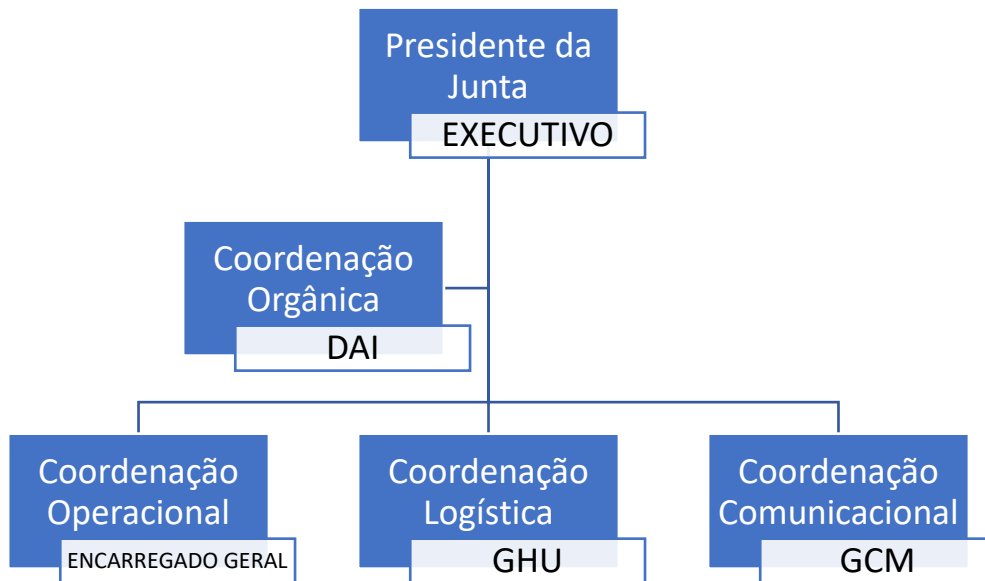 Presidente da
Junta
EXECUTIVO
Coordenação
Orgânica
DAI
Coordenação
Operacional
ENCARREGADO GERAL
Coordenação
Logística
GHU
Coordenação
Comunicacional
GCM